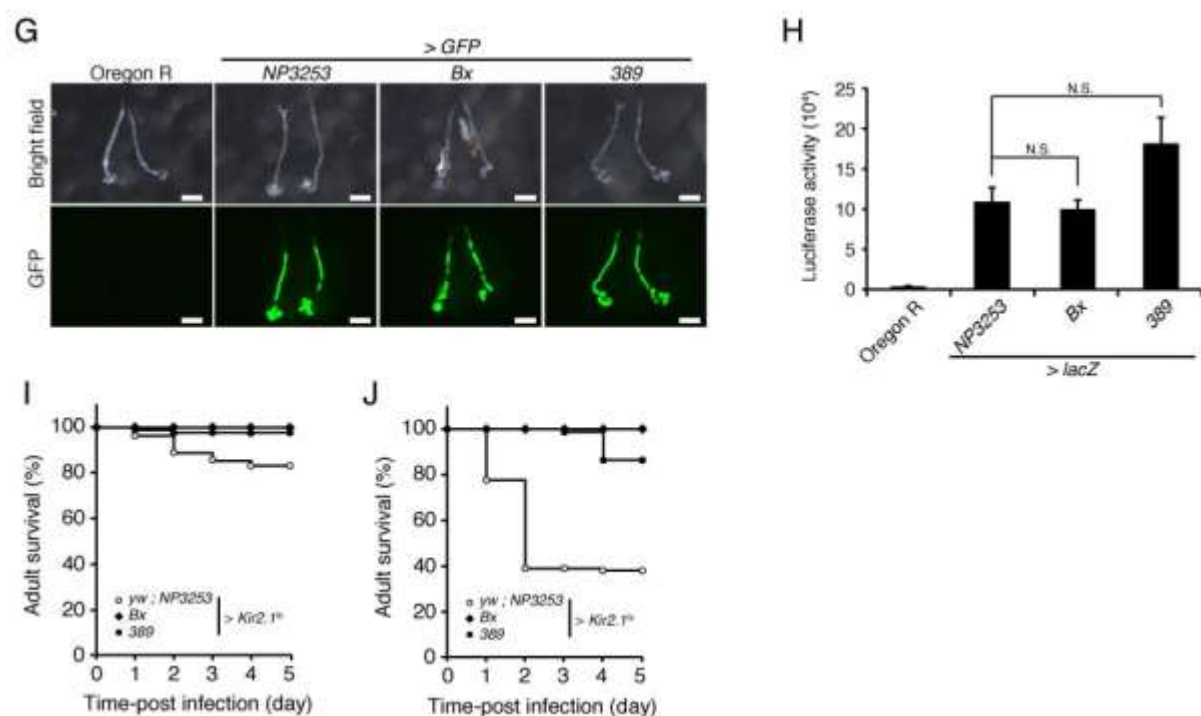 G
> GFP
Oregon R NP3253 Bx 389
Bright field
GFP
H
Luciferase activity (10⁴)
25
20
15
10
5
0
N.S.
N.S.
Oregon R NP3253 Bx 389
> lacZ
I
Adult survival (%)
100
80
60
40
20
0
yw ; NP3253
Bx
389
> Kir2.1ᵗˢ
0 1 2 3 4 5
Time-post infection (day)
J
Adult survival (%)
100
80
60
40
20
0
yw ; NP3253
Bx
389
> Kir2.1ᵗˢ
0 1 2 3 4 5
Time-post infection (day)